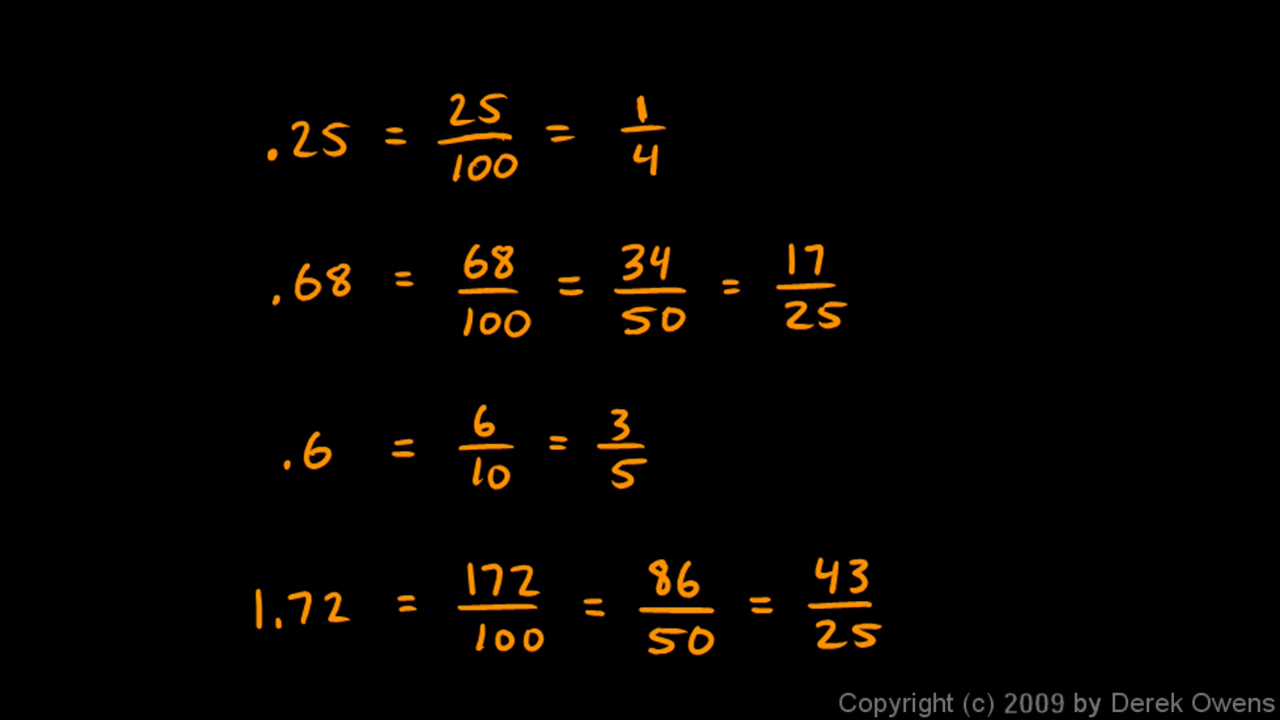 .25 = 25/100 = 1/4
.68 = 68/100 = 34/50 = 17/25
.6 = 6/10 = 3/5
1.72 = 172/100 = 86/50 = 43/25
Copyright (c) 2009 by Derek Owens